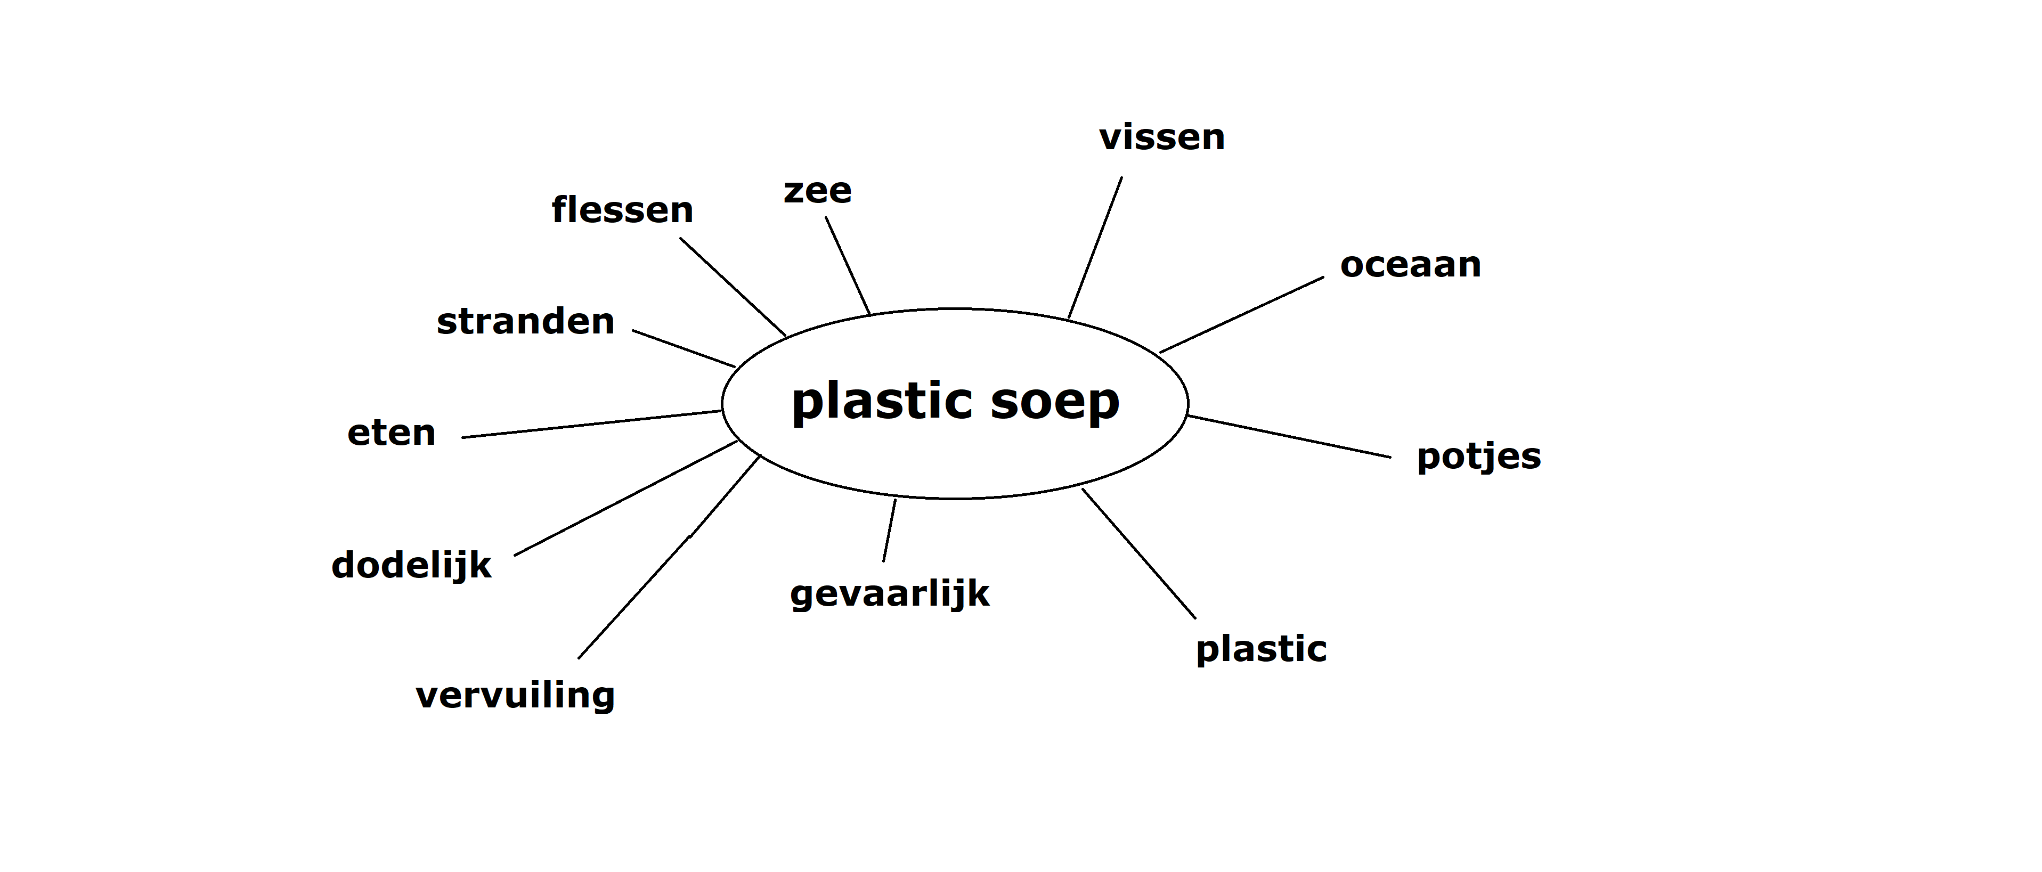 vissen
zee
flessen
oceaan
stranden
plastic soep
eten
potjes
dodelijk
gevaarlijk
plastic
vervuiling